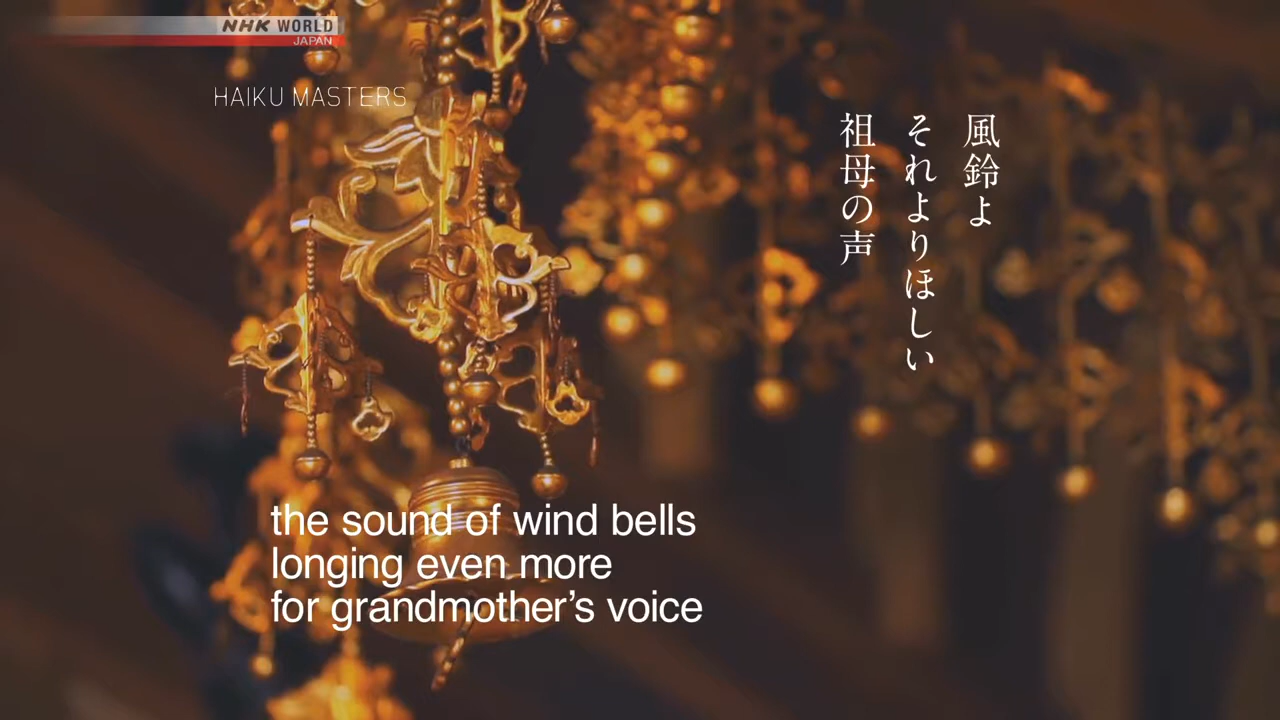 NHK WORLD
JAPAN
HAIKU MASTERS
風鈴よ
それよりほしい
祖母の声
the sound of wind bells
longing even more
for grandmother’s voice